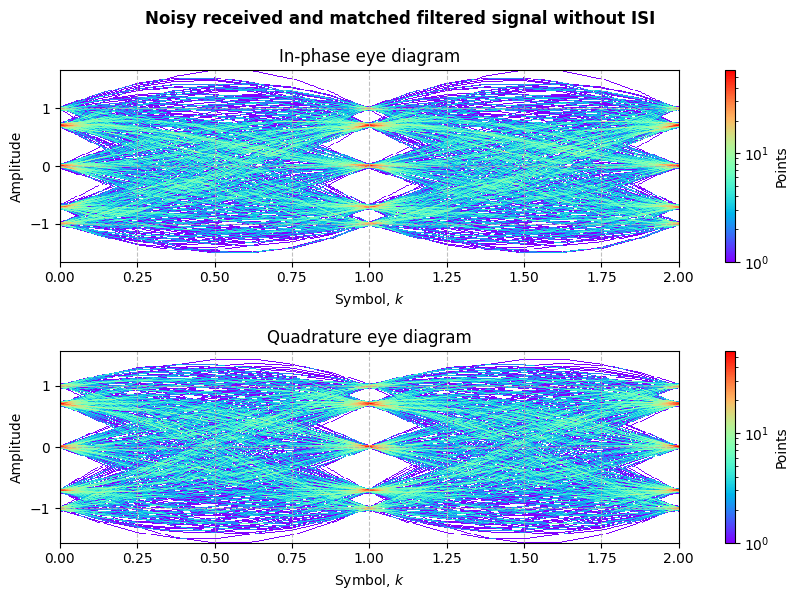 Noisy received and matched filtered signal without ISI
In-phase eye diagram
Amplitude
1
0
−1
0.00 0.25 0.50 0.75 1.00 1.25 1.50 1.75 2.00
Symbol, k
10¹
10⁰
Points
Quadrature eye diagram
Amplitude
1
0
−1
0.00 0.25 0.50 0.75 1.00 1.25 1.50 1.75 2.00
Symbol, k
10¹
10⁰
Points